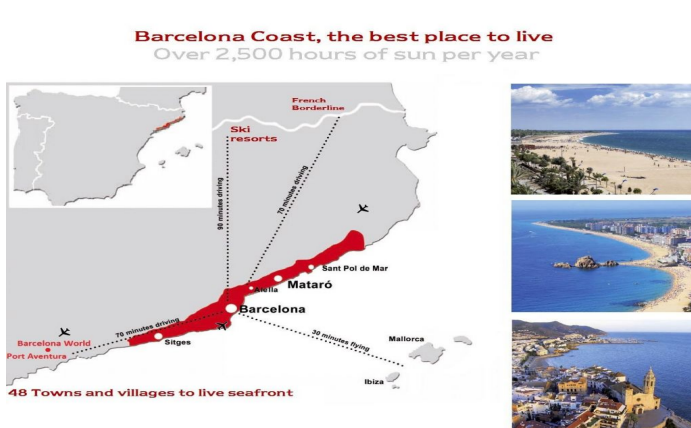 Barcelona Coast, the best place to live
Over 2,500 hours of sun per year
French
Borderline
Ski
resorts
90 minutes driving
70 minutes driving
Sant Pol de Mar
Mataró
Alella
Barcelona
70 minutes driving
Sitges
30 minutes flying
Barcelona World
Port Aventura
Mallorca
Ibiza
48 Towns and villages to live seafront